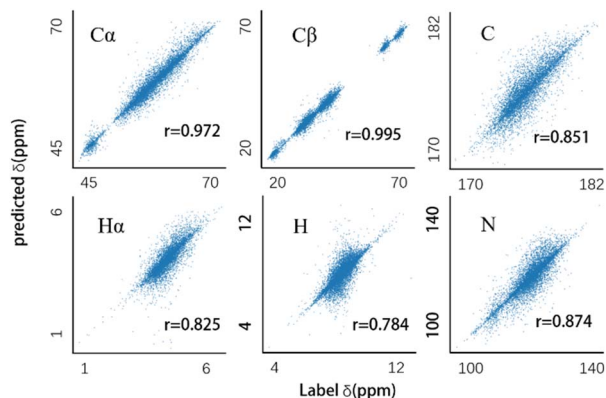 70
Cα
r=0.972
45
45
70
70
Cβ
r=0.995
20
20
70
182
C
r=0.851
170
170
182
predicted δ(ppm)
6
Hα
r=0.825
1
1
6
12
H
r=0.784
4
4
12
140
N
r=0.874
100
100
140
Label δ(ppm)